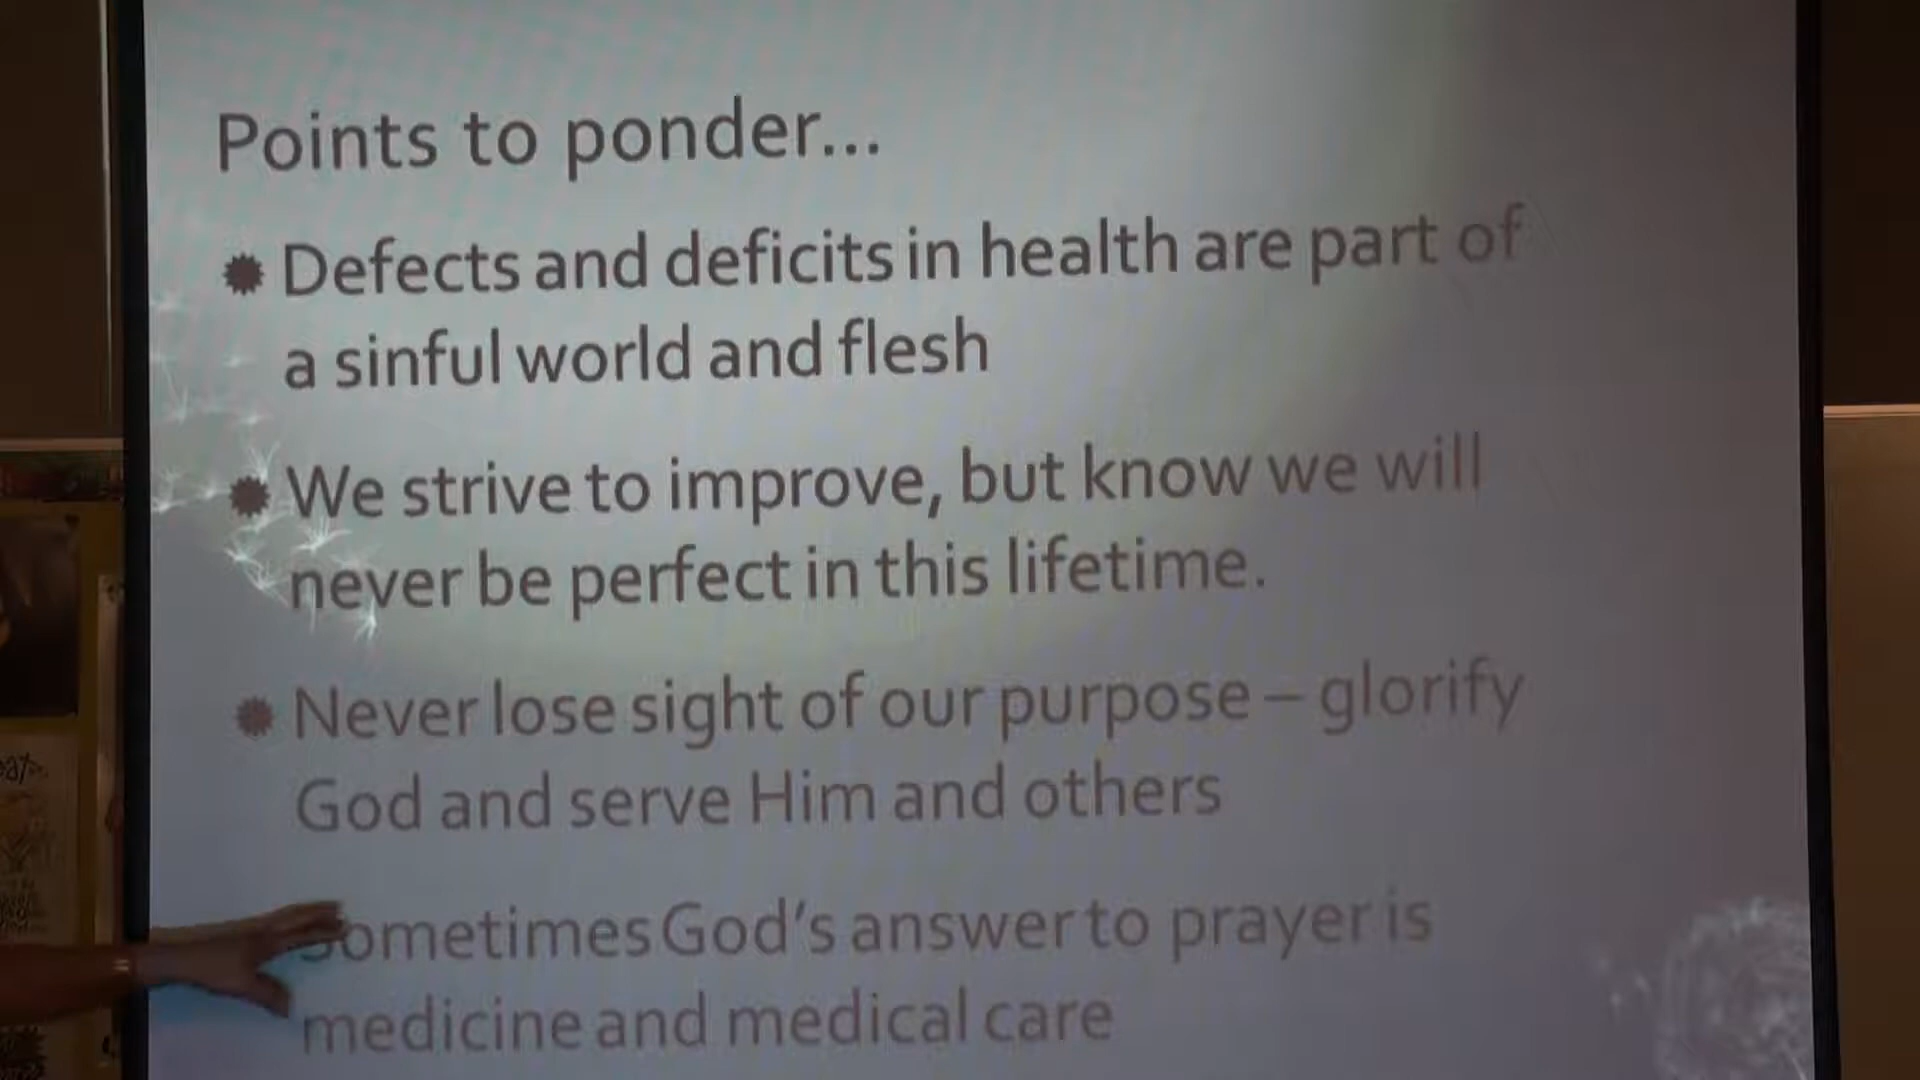 Points to ponder...
Defects and deficits in health are part of
a sinful world and flesh
We strive to improve, but know we will
never be perfect in this lifetime.
Never lose sight of our purpose – glorify
God and serve Him and others
Sometimes God's answer to prayer is
medicine and medical care